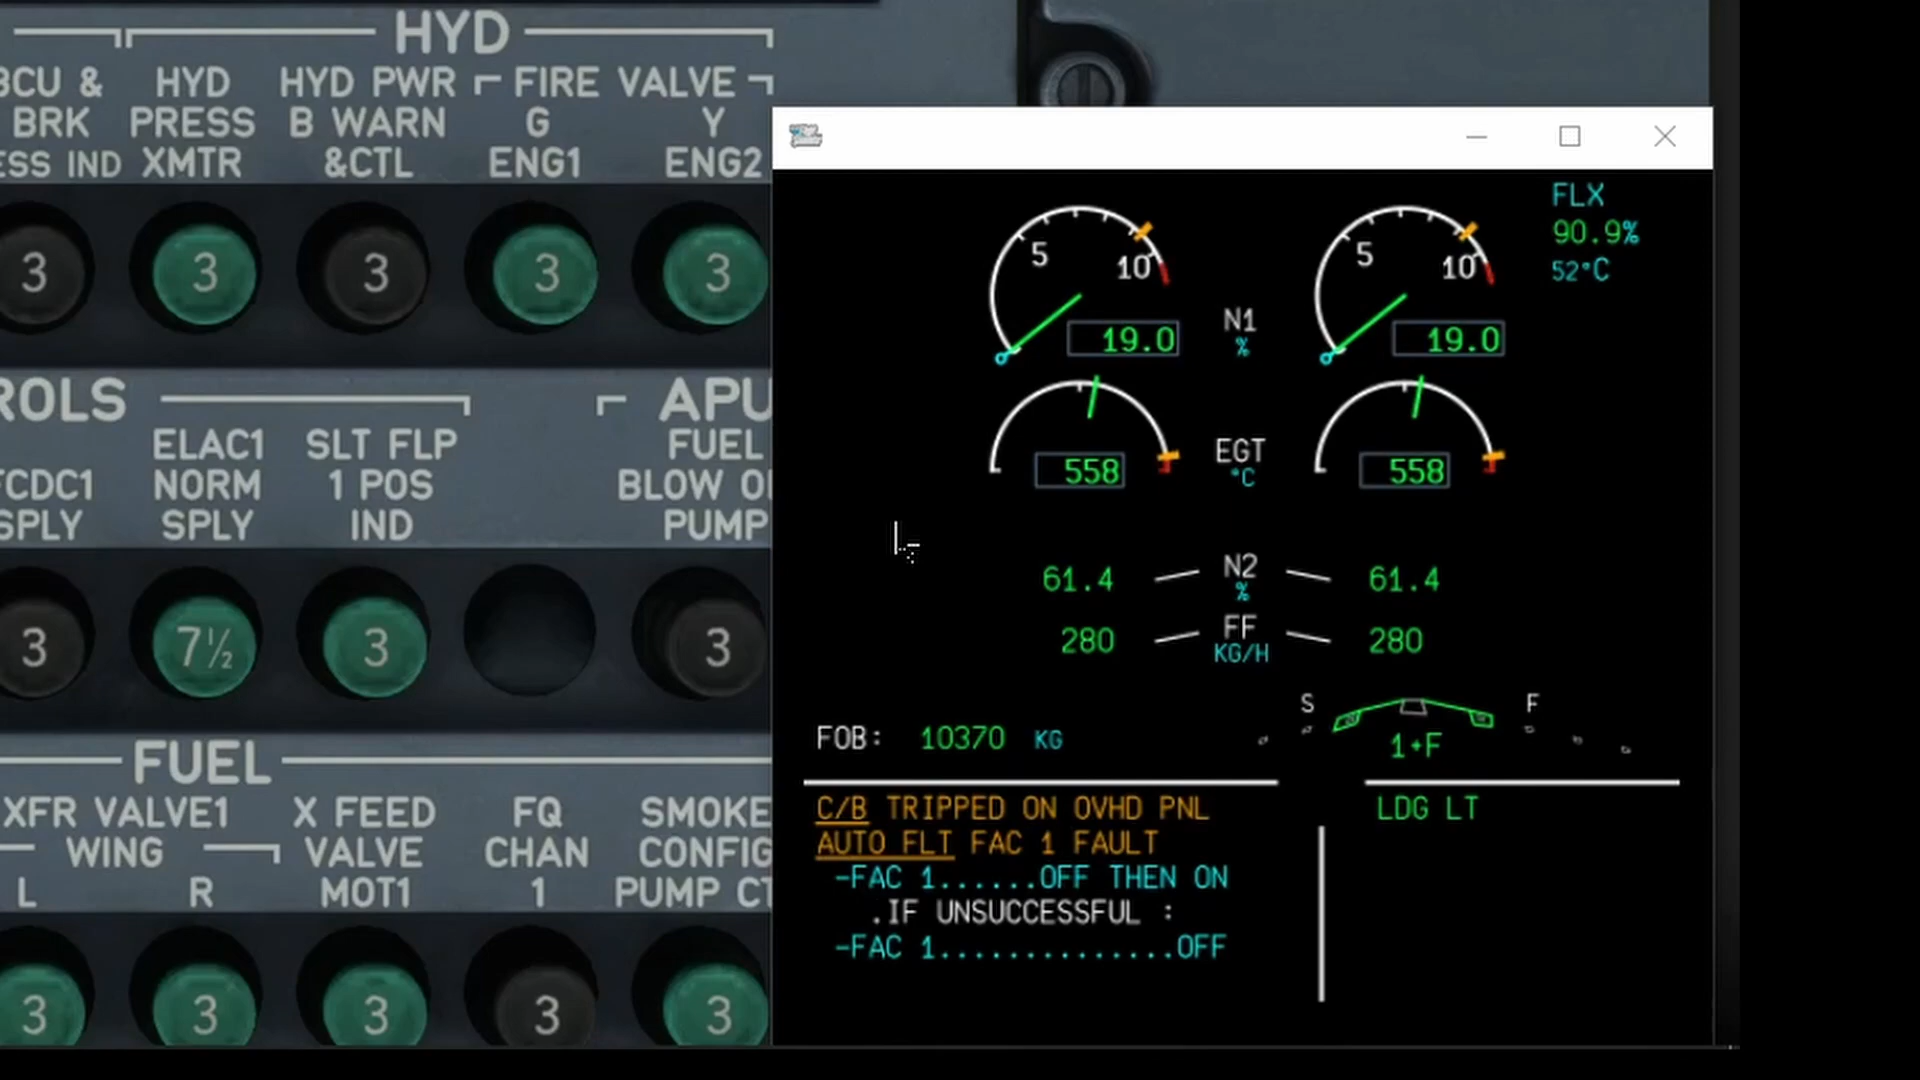 HYD
BCU & HYD HYD PWR FIRE VALVE
BRK PRESS B WARN G Y
ESS IND XMTR &CTL ENG1 ENG2
3 3 3 3 3
ROLS APU
ELAC1 SLT FLP FUEL
FCDC1 NORM 1 POS BLOW
SPLY SPLY IND PUMP
3 7½ 3 3
FUEL
XFR VALVE1 X FEED FQ SMOKE
WING VALVE CHAN CONFIG
L R MOT1 1 PUMP
3 3 3 3 3
FLX
90.9%
52°C
5 10 5 10
19.0 N1 % 19.0
558 EGT °C 558
61.4 N2 % 61.4
280 FF KG/H 280
S F
FOB: 10370 KG 1+F
C/B TRIPPED ON OVHD PNL
AUTO FLT FAC 1 FAULT
-FAC 1......OFF THEN ON
.IF UNSUCCESSFUL :
-FAC 1..............OFF
LDG LT